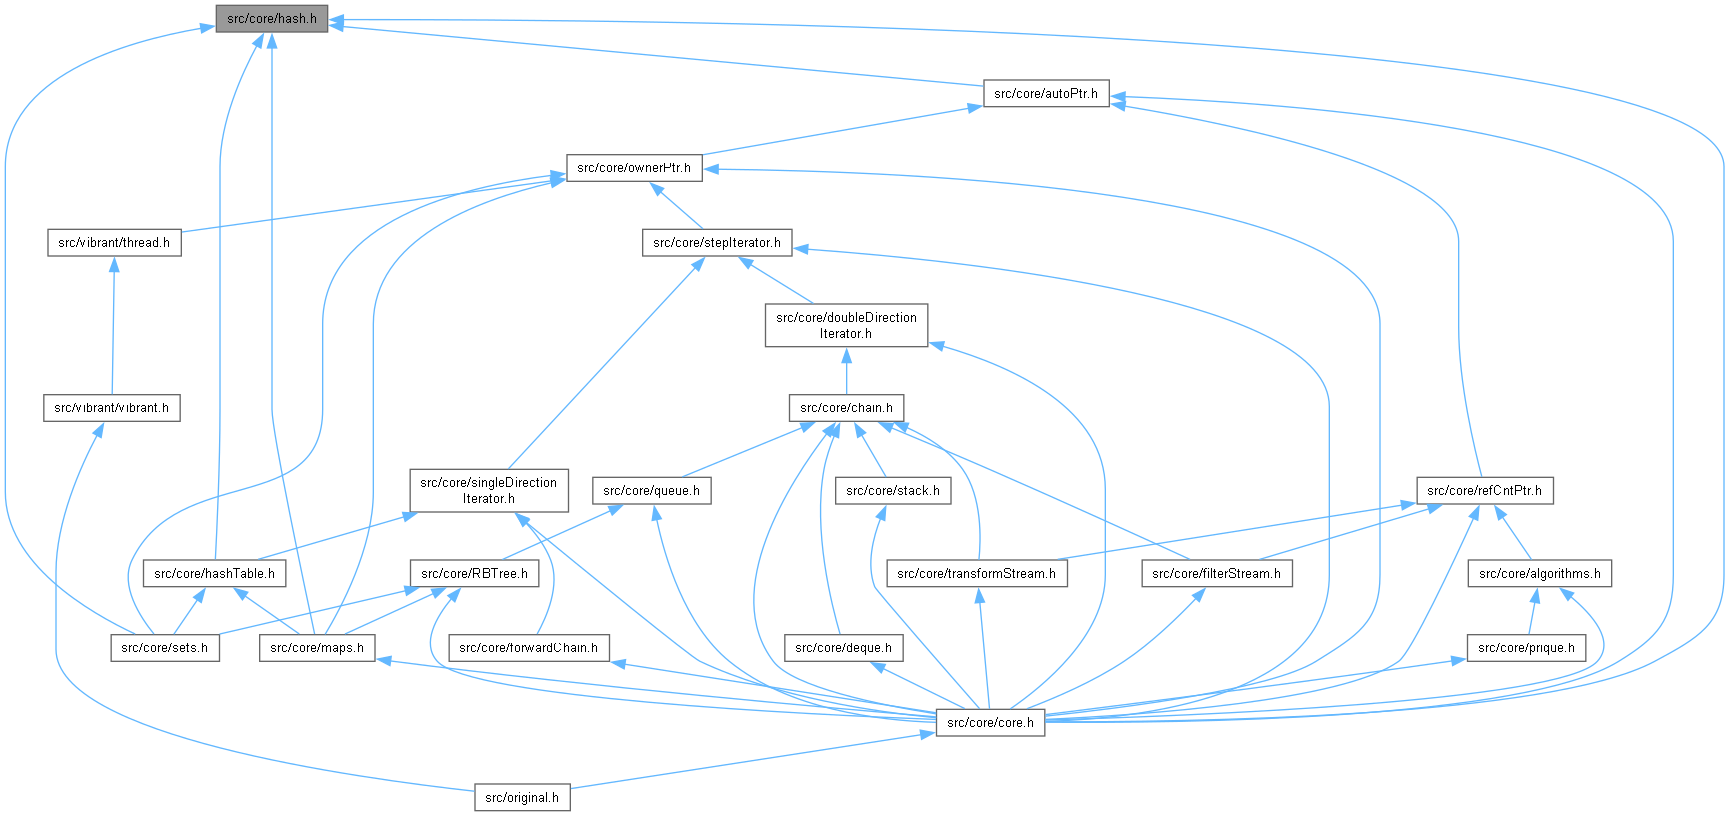 src/core/hash.h
src/core/autoPtr.h
src/core/ownerPtr.h
src/vibrant/thread.h
src/core/stepIterator.h
src/core/doubleDirection
Iterator.h
src/vibrant/vibrant.h
src/core/chain.h
src/core/singleDirection
Iterator.h
src/core/queue.h
src/core/stack.h
src/core/refCntPtr.h
src/core/hashTable.h
src/core/RBTree.h
src/core/transformStream.h
src/core/filterStream.h
src/core/algorithms.h
src/core/sets.h
src/core/maps.h
src/core/forwardChain.h
src/core/deque.h
src/core/prique.h
src/core/core.h
src/original.h